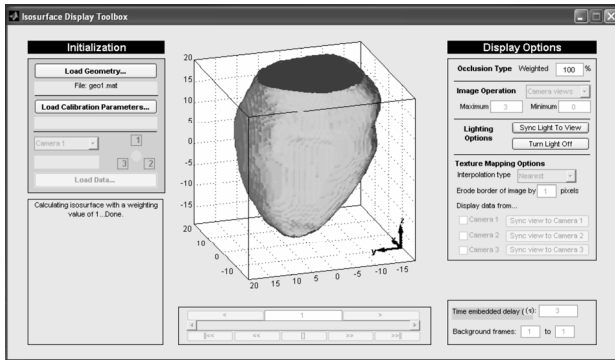 Isosurface Display Toolbox
Initialization
Load Geometry...
File: geo1.mat
Load Calibration Parameters...
Camera 1
1
3
2
Load Data...
Calculating isosurface with a weighting
value of 1...Done.
20
15
10
5
0
-5
-10
-15
20
10
0
-10
20
15
10
5
0
-5
-10
-15
z
x
y
<
1
>
|<<
<<
[]
>>
>>|
Display Options
Occlusion Type Weighted 100 %
Image Operation Camera views
Maximum 3 Minimum 0
Lighting Options
Sync Light To View
Turn Light Off
Texture Mapping Options
Interpolation type Nearest
Erode border of image by 1 pixels
Display data from...
Camera 1 Sync view to Camera 1
Camera 2 Sync view to Camera 2
Camera 3 Sync view to Camera 3
Time embedded delay ((τ): 3
Background frames: 1 to 1